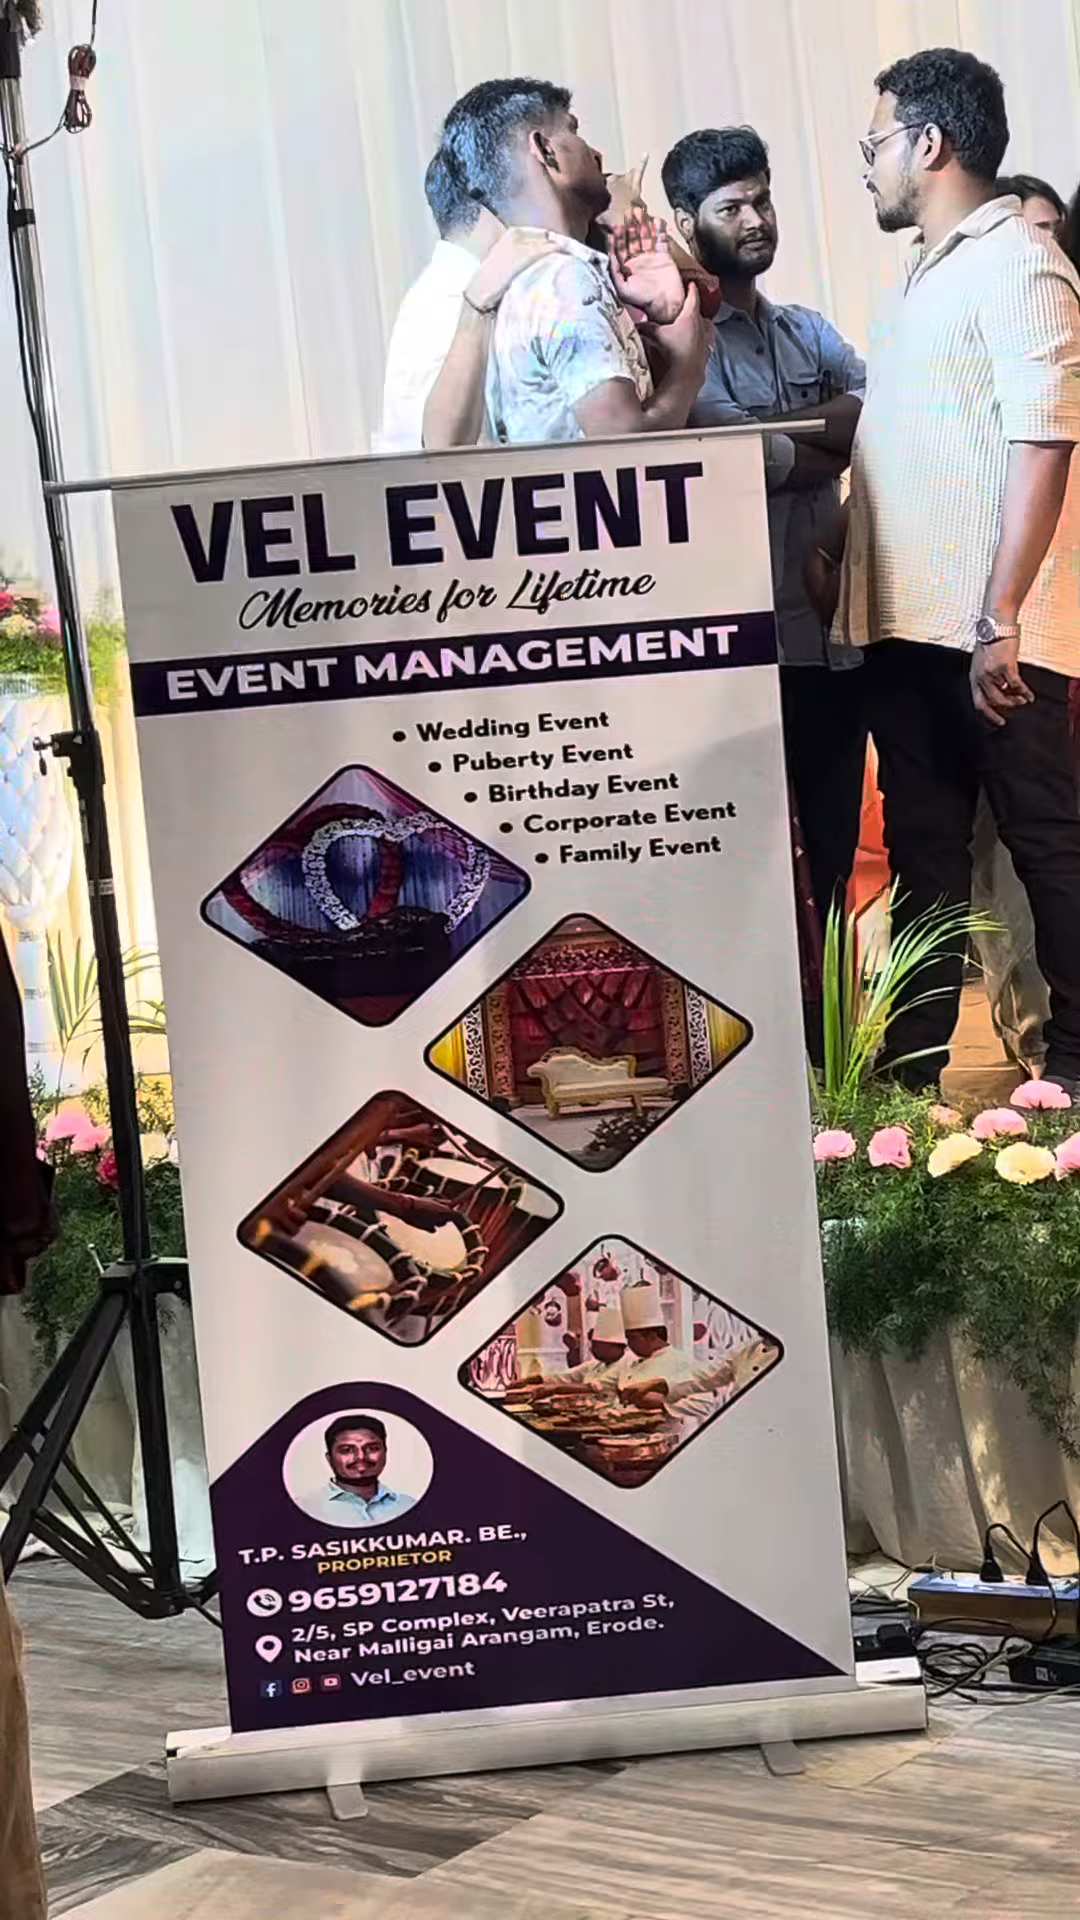 VEL EVENT
Memories for Lifetime
EVENT MANAGEMENT
• Wedding Event
• Puberty Event
• Birthday Event
• Corporate Event
• Family Event
T.P. SASIKKUMAR. BE.,
PROPRIETOR
9659127184
2/5, SP Complex, Veerapatra St,
Near Malligai Arangam, Erode.
Vel_event